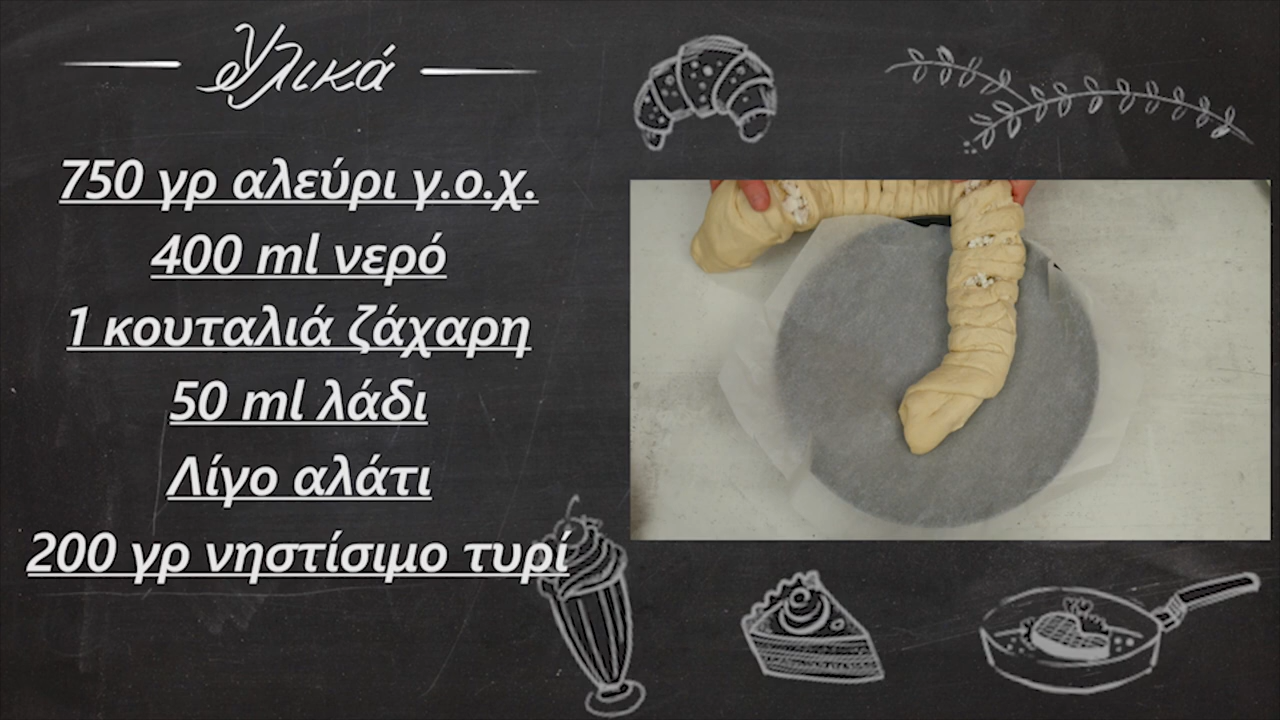 Υλικά
750 γρ αλεύρι γ.ο.χ.
400 ml νερό
1 κουταλιά ζάχαρη
50 ml λάδι
Λίγο αλάτι
200 γρ νηστίσιμο τυρί